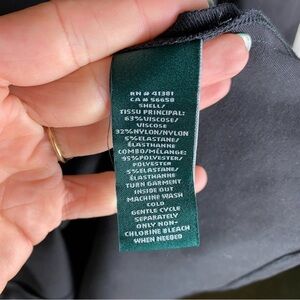 RN # 41381
CA # 56658
SHELL/
TISSU PRINCIPAL:
63%VISCOSE/
VISCOSE
32%NYLON/NYLON
5%ELASTANE/
ÉLASTHANNE
COMBO/MÉLANGE:
95%POLYESTER/
POLYESTER
5%ELASTANE/
ÉLASTHANNE
TURN GARMENT
INSIDE OUT
MACHINE WASH
COLD
GENTLE CYCLE
SEPARATELY
ONLY NON-
CHLORINE BLEACH
WHEN NEEDED